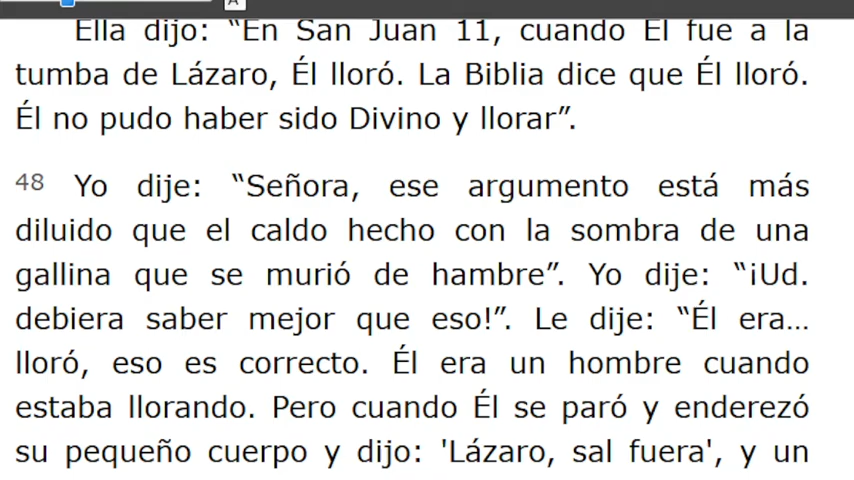 A
Ella dijo: “En San Juan 11, cuando Él fue a la
tumba de Lázaro, Él lloró. La Biblia dice que Él lloró.
Él no pudo haber sido Divino y llorar”.
48 Yo dije: “Señora, ese argumento está más
diluido que el caldo hecho con la sombra de una
gallina que se murió de hambre”. Yo dije: “¡Ud.
debiera saber mejor que eso!”. Le dije: “Él era...
lloró, eso es correcto. Él era un hombre cuando
estaba llorando. Pero cuando Él se paró y enderezó
su pequeño cuerpo y dijo: 'Lázaro, sal fuera', y un